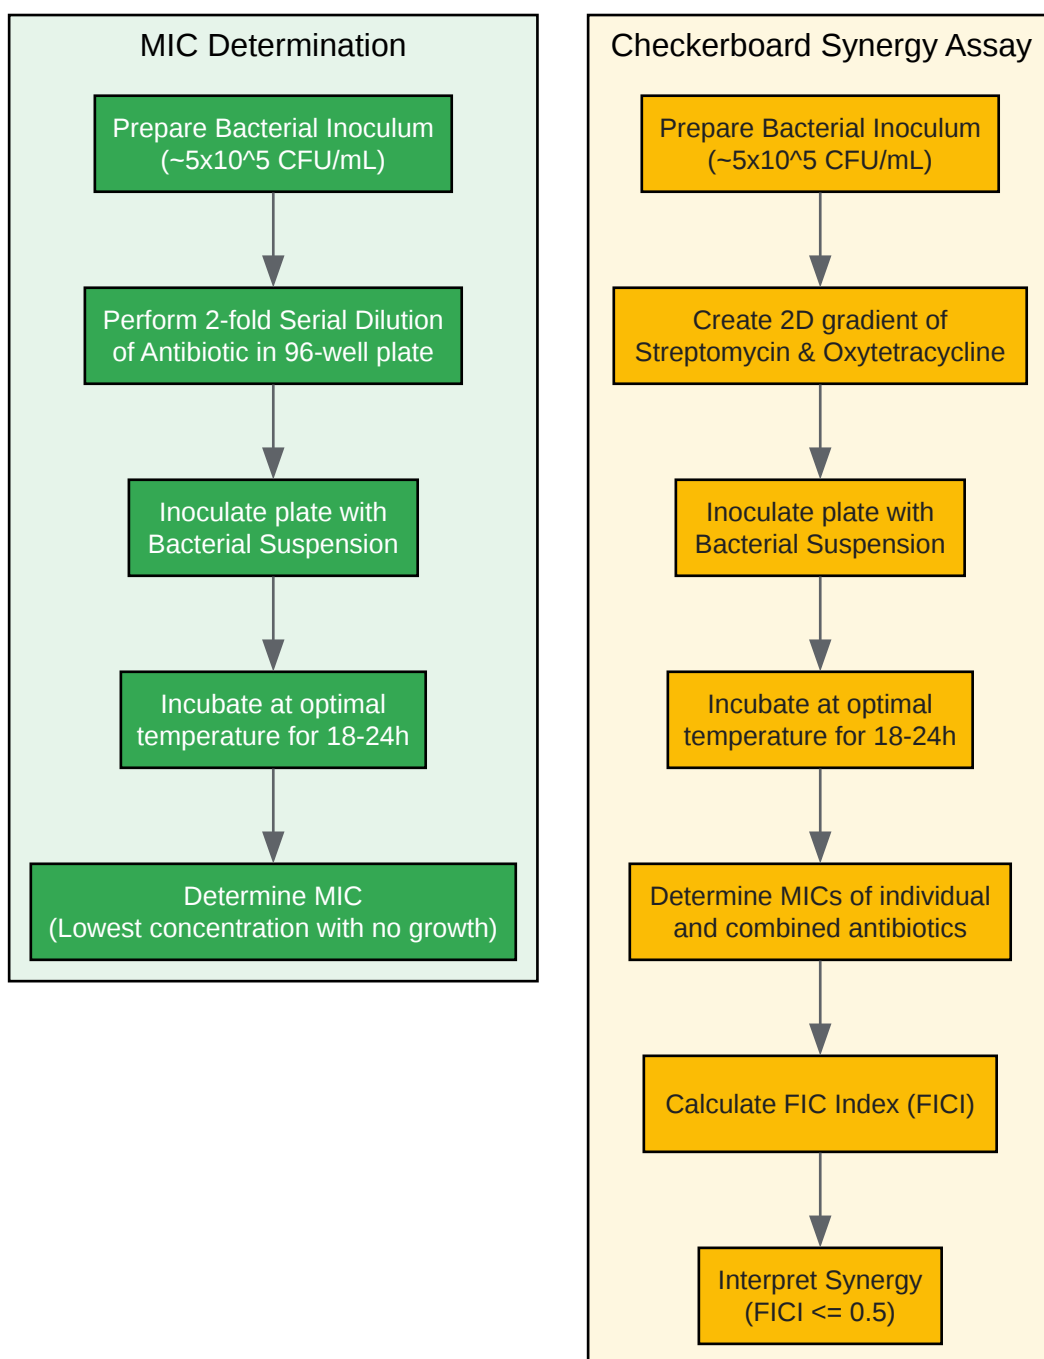 MIC Determination
Prepare Bacterial Inoculum
(~5x10^5 CFU/mL)
Perform 2-fold Serial Dilution
of Antibiotic in 96-well plate
Inoculate plate with
Bacterial Suspension
Incubate at optimal
temperature for 18-24h
Determine MIC
(Lowest concentration with no growth)
Checkerboard Synergy Assay
Prepare Bacterial Inoculum
(~5x10^5 CFU/mL)
Create 2D gradient of
Streptomycin & Oxytetracycline
Inoculate plate with
Bacterial Suspension
Incubate at optimal
temperature for 18-24h
Determine MICs of individual
and combined antibiotics
Calculate FIC Index (FICI)
Interpret Synergy
(FICI <= 0.5)